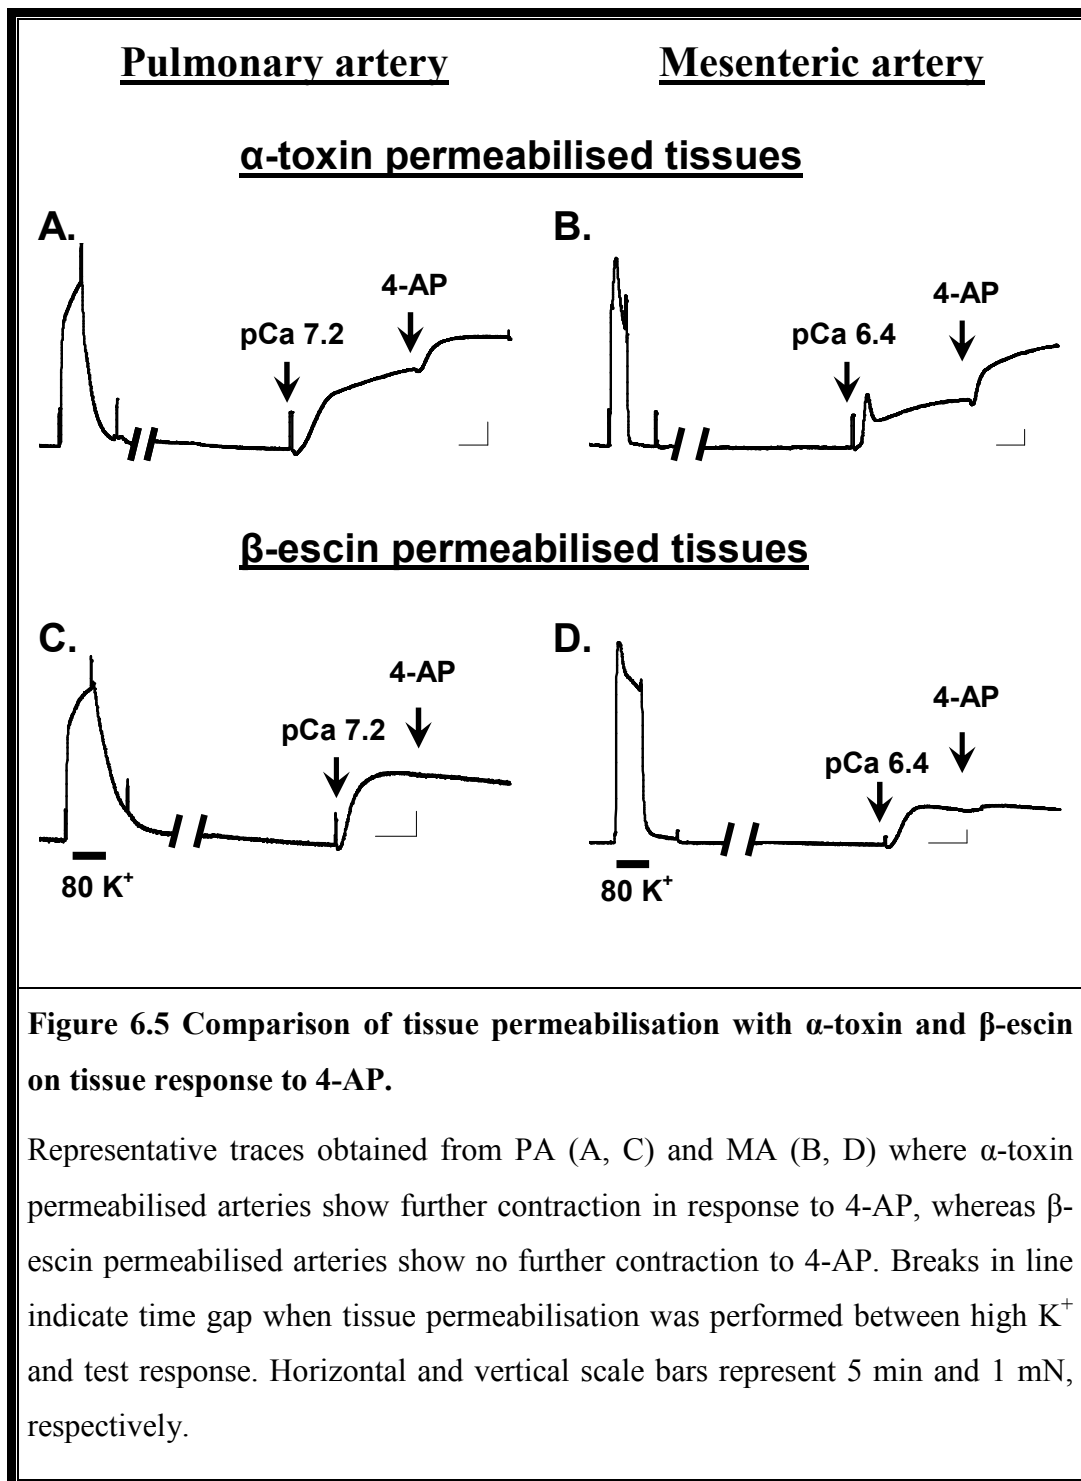 Pulmonary artery
Mesenteric artery
α-toxin permeabilised tissues
A.
B.
4-AP
4-AP
pCa 7.2
pCa 6.4
β-escin permeabilised tissues
C.
D.
4-AP
4-AP
pCa 7.2
pCa 6.4
80 K⁺
80 K⁺
Figure 6.5 Comparison of tissue permeabilisation with α-toxin and β-escin
on tissue response to 4-AP.
Representative traces obtained from PA (A, C) and MA (B, D) where α-toxin
permeabilised arteries show further contraction in response to 4-AP, whereas β-
escin permeabilised arteries show no further contraction to 4-AP. Breaks in line
indicate time gap when tissue permeabilisation was performed between high K⁺
and test response. Horizontal and vertical scale bars represent 5 min and 1 mN,
respectively.